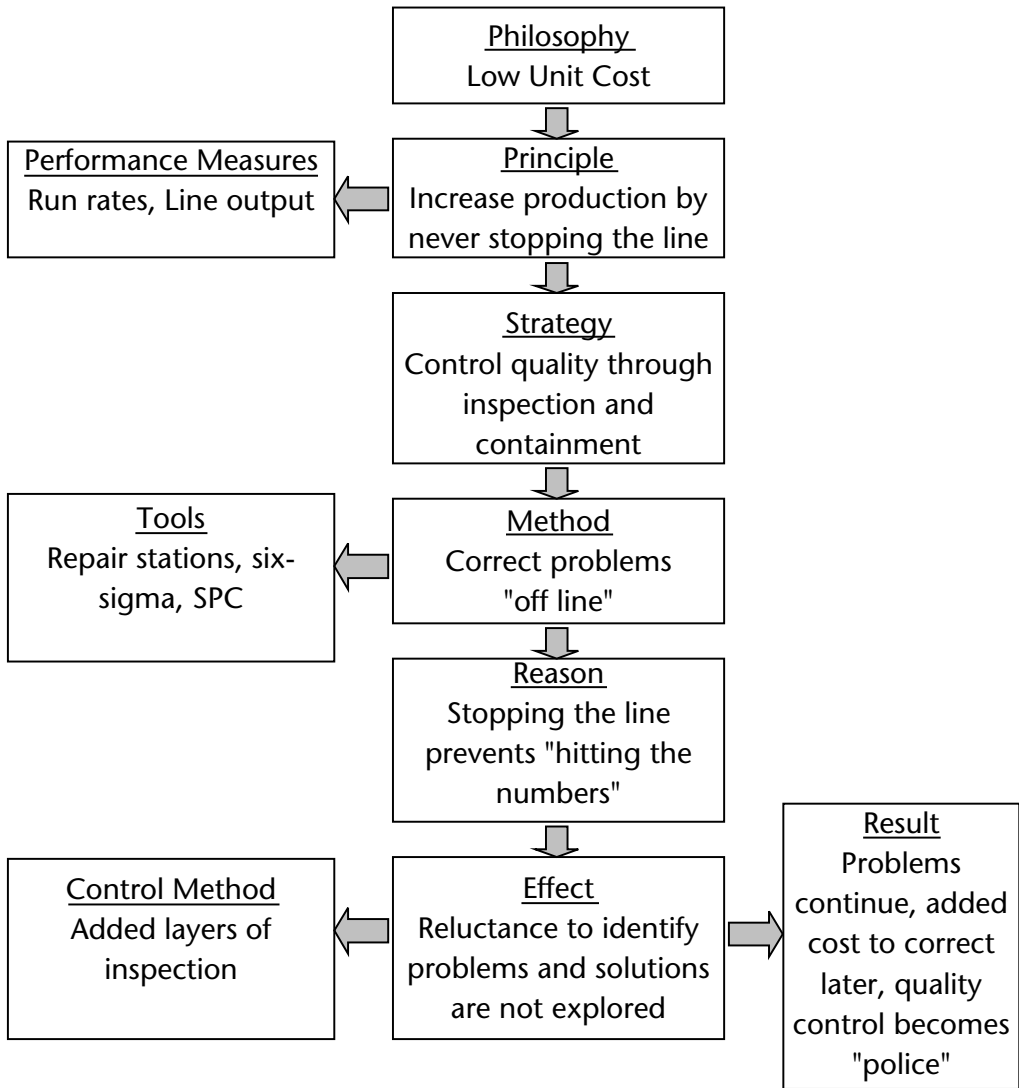 Philosophy
Low Unit Cost
Performance Measures
Run rates, Line output
Principle
Increase production by
never stopping the line
Strategy
Control quality through
inspection and
containment
Tools
Repair stations, six-
sigma, SPC
Method
Correct problems
"off line"
Reason
Stopping the line
prevents "hitting the
numbers"
Control Method
Added layers of
inspection
Effect
Reluctance to identify
problems and solutions
are not explored
Result
Problems
continue, added
cost to correct
later, quality
control becomes
"police"